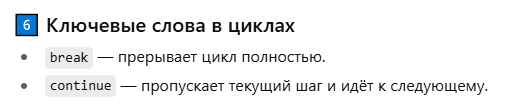 6 Ключевые слова в циклах
• break — прерывает цикл полностью.
• continue — пропускает текущий шаг и идёт к следующему.